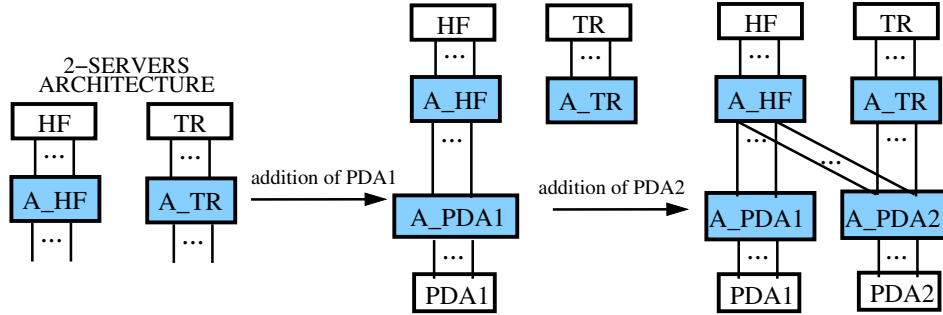 2−SERVERS
ARCHITECTURE
HF
TR
...
...
A_HF
A_TR
...
...
addition of PDA1
HF
TR
...
...
A_HF
A_TR
...
A_PDA1
...
PDA1
addition of PDA2
HF
TR
...
...
A_HF
A_TR
...
...
...
A_PDA1
A_PDA2
...
...
PDA1
PDA2